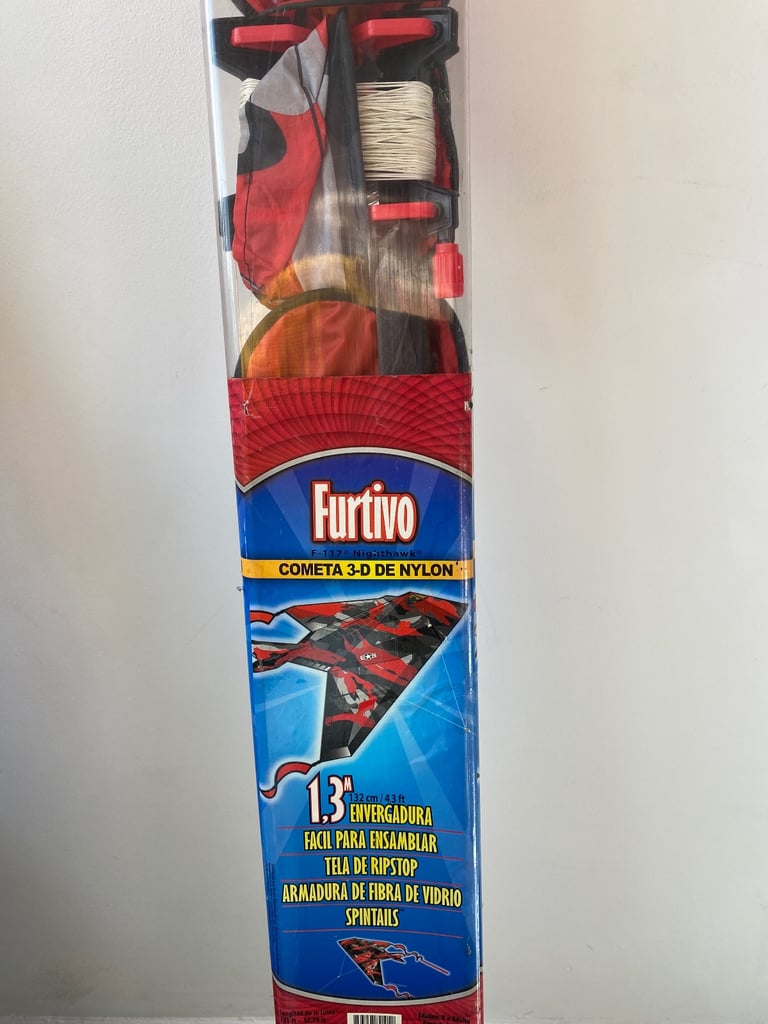 Furtivo
F-117® Nighthawk®
COMETA 3-D DE NYLON
1,3M
132 cm / 4.3 ft
ENVERGADURA
FACIL PARA ENSAMBLAR
TELA DE RIPSTOP
ARMADURA DE FIBRA DE VIDRIO
SPINTAILS